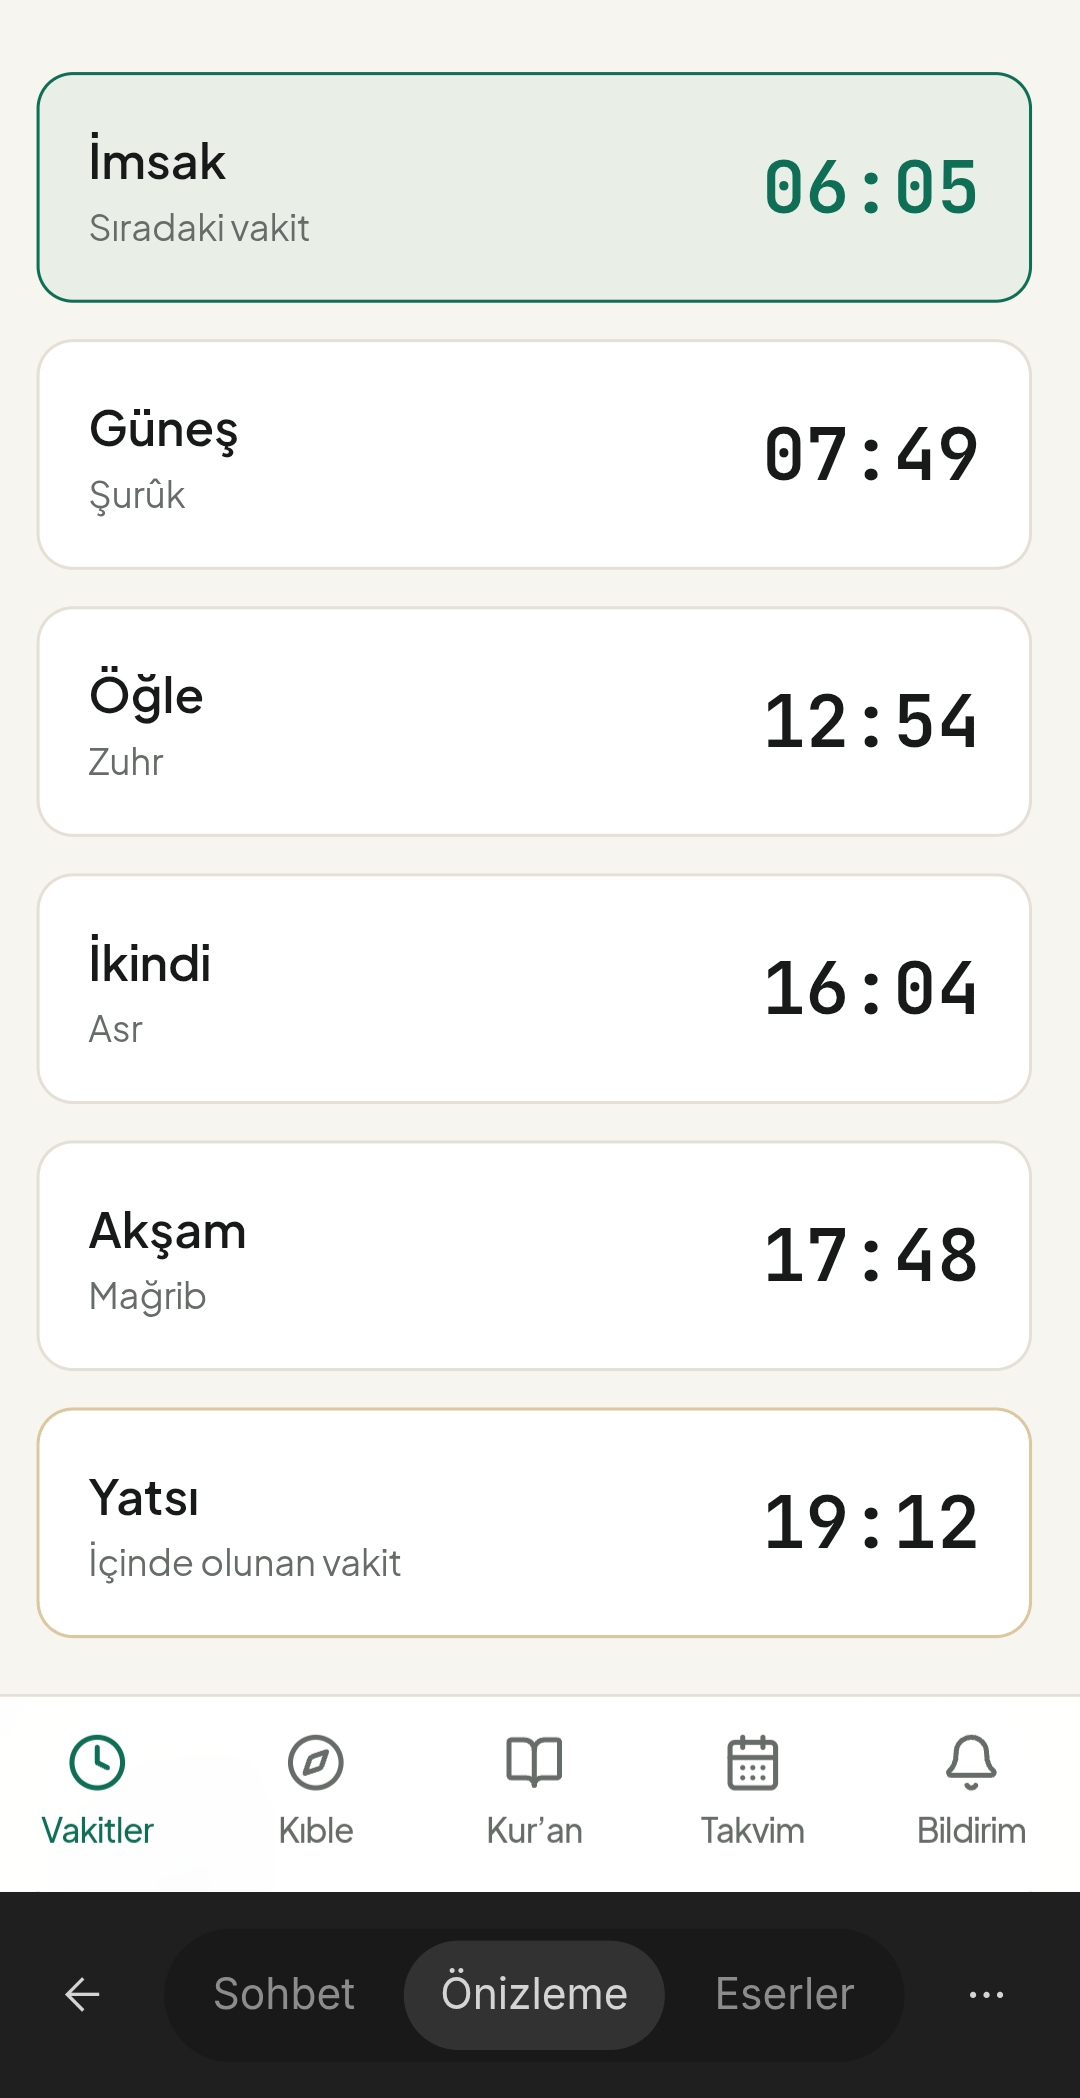 İmsak
Sıradaki vakit
06:05
Güneş
Şurûk
07:49
Öğle
Zuhr
12:54
İkindi
Asr
16:04
Akşam
Mağrib
17:48
Yatsı
İçinde olunan vakit
19:12
Vakitler
Kıble
Kur’an
Takvim
Bildirim
Sohbet
Önizleme
Eserler